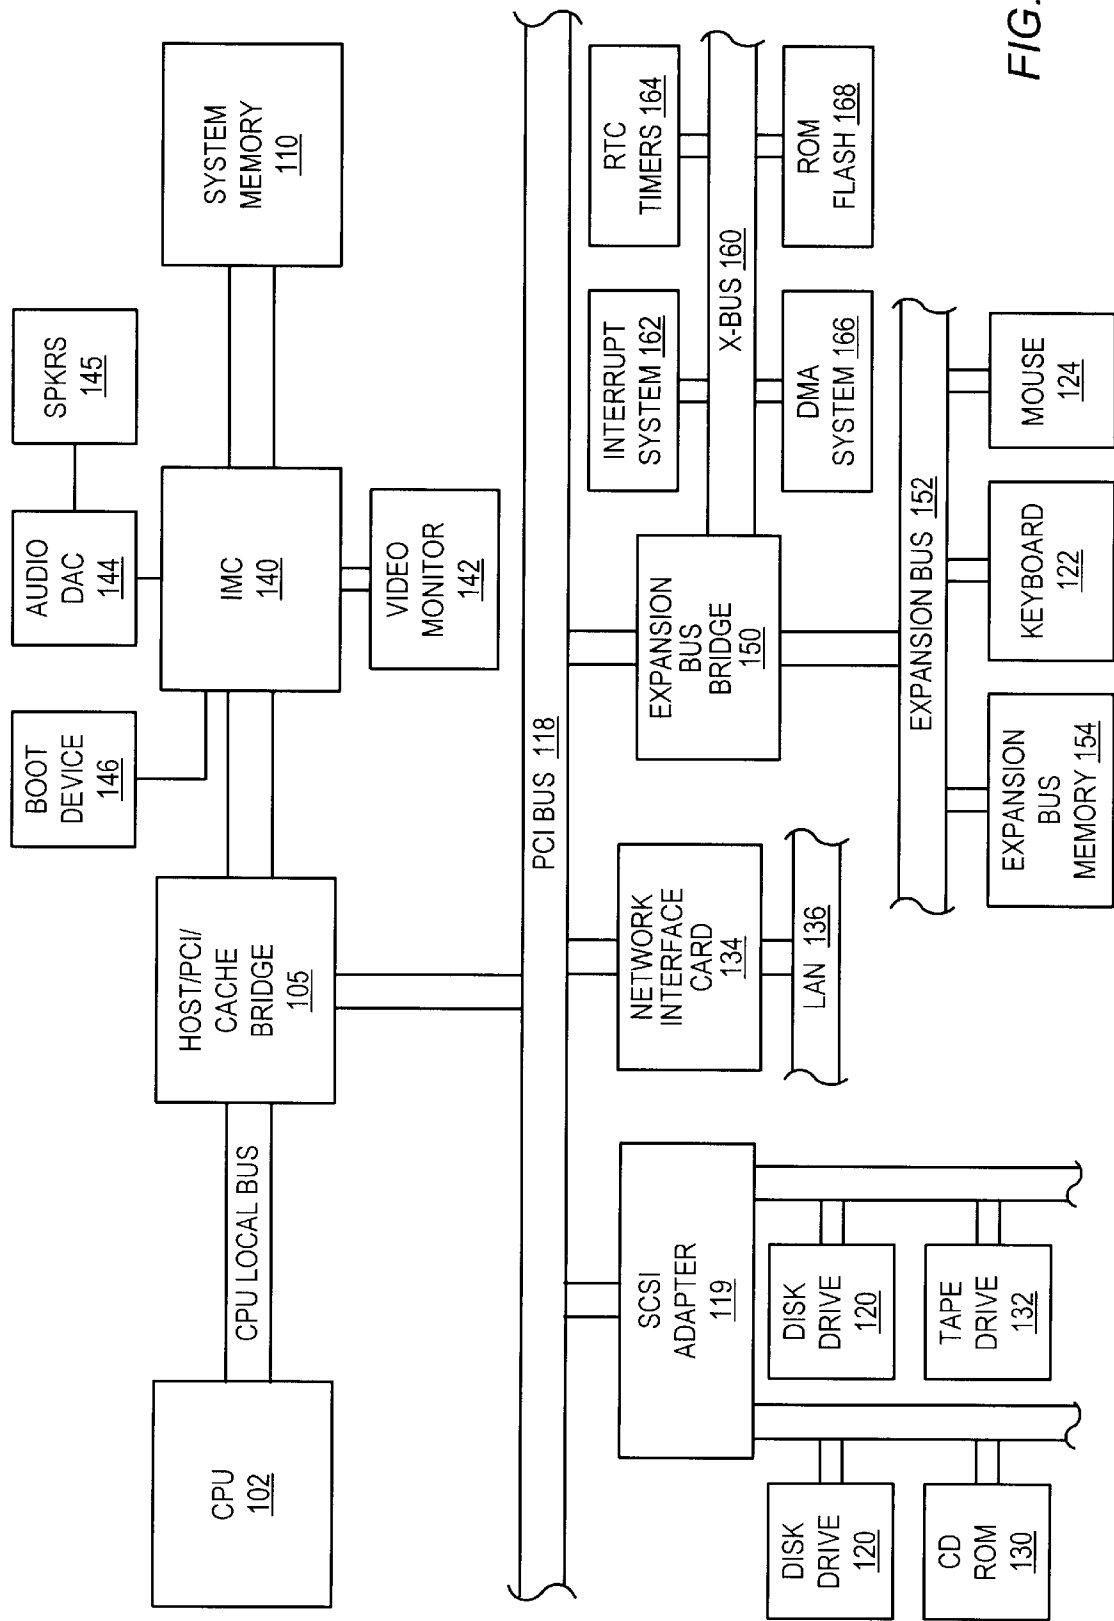 CPU
102
CPU LOCAL BUS
HOST/PCI/
CACHE
BRIDGE
105
BOOT
DEVICE
146
AUDIO
DAC
144
SPKRS
145
IMC
140
VIDEO
MONITOR
142
SYSTEM
MEMORY
110
PCI BUS 118
SCSI
ADAPTER
119
DISK
DRIVE
120
CD
ROM
130
DISK
DRIVE
120
TAPE
DRIVE
132
NETWORK
INTERFACE
CARD
134
LAN 136
EXPANSION
BUS
BRIDGE
150
INTERRUPT
SYSTEM 162
RTC
TIMERS 164
X-BUS 160
DMA
SYSTEM 166
ROM
FLASH 168
EXPANSION BUS 152
EXPANSION
BUS
MEMORY 154
KEYBOARD
122
MOUSE
124
FIG.